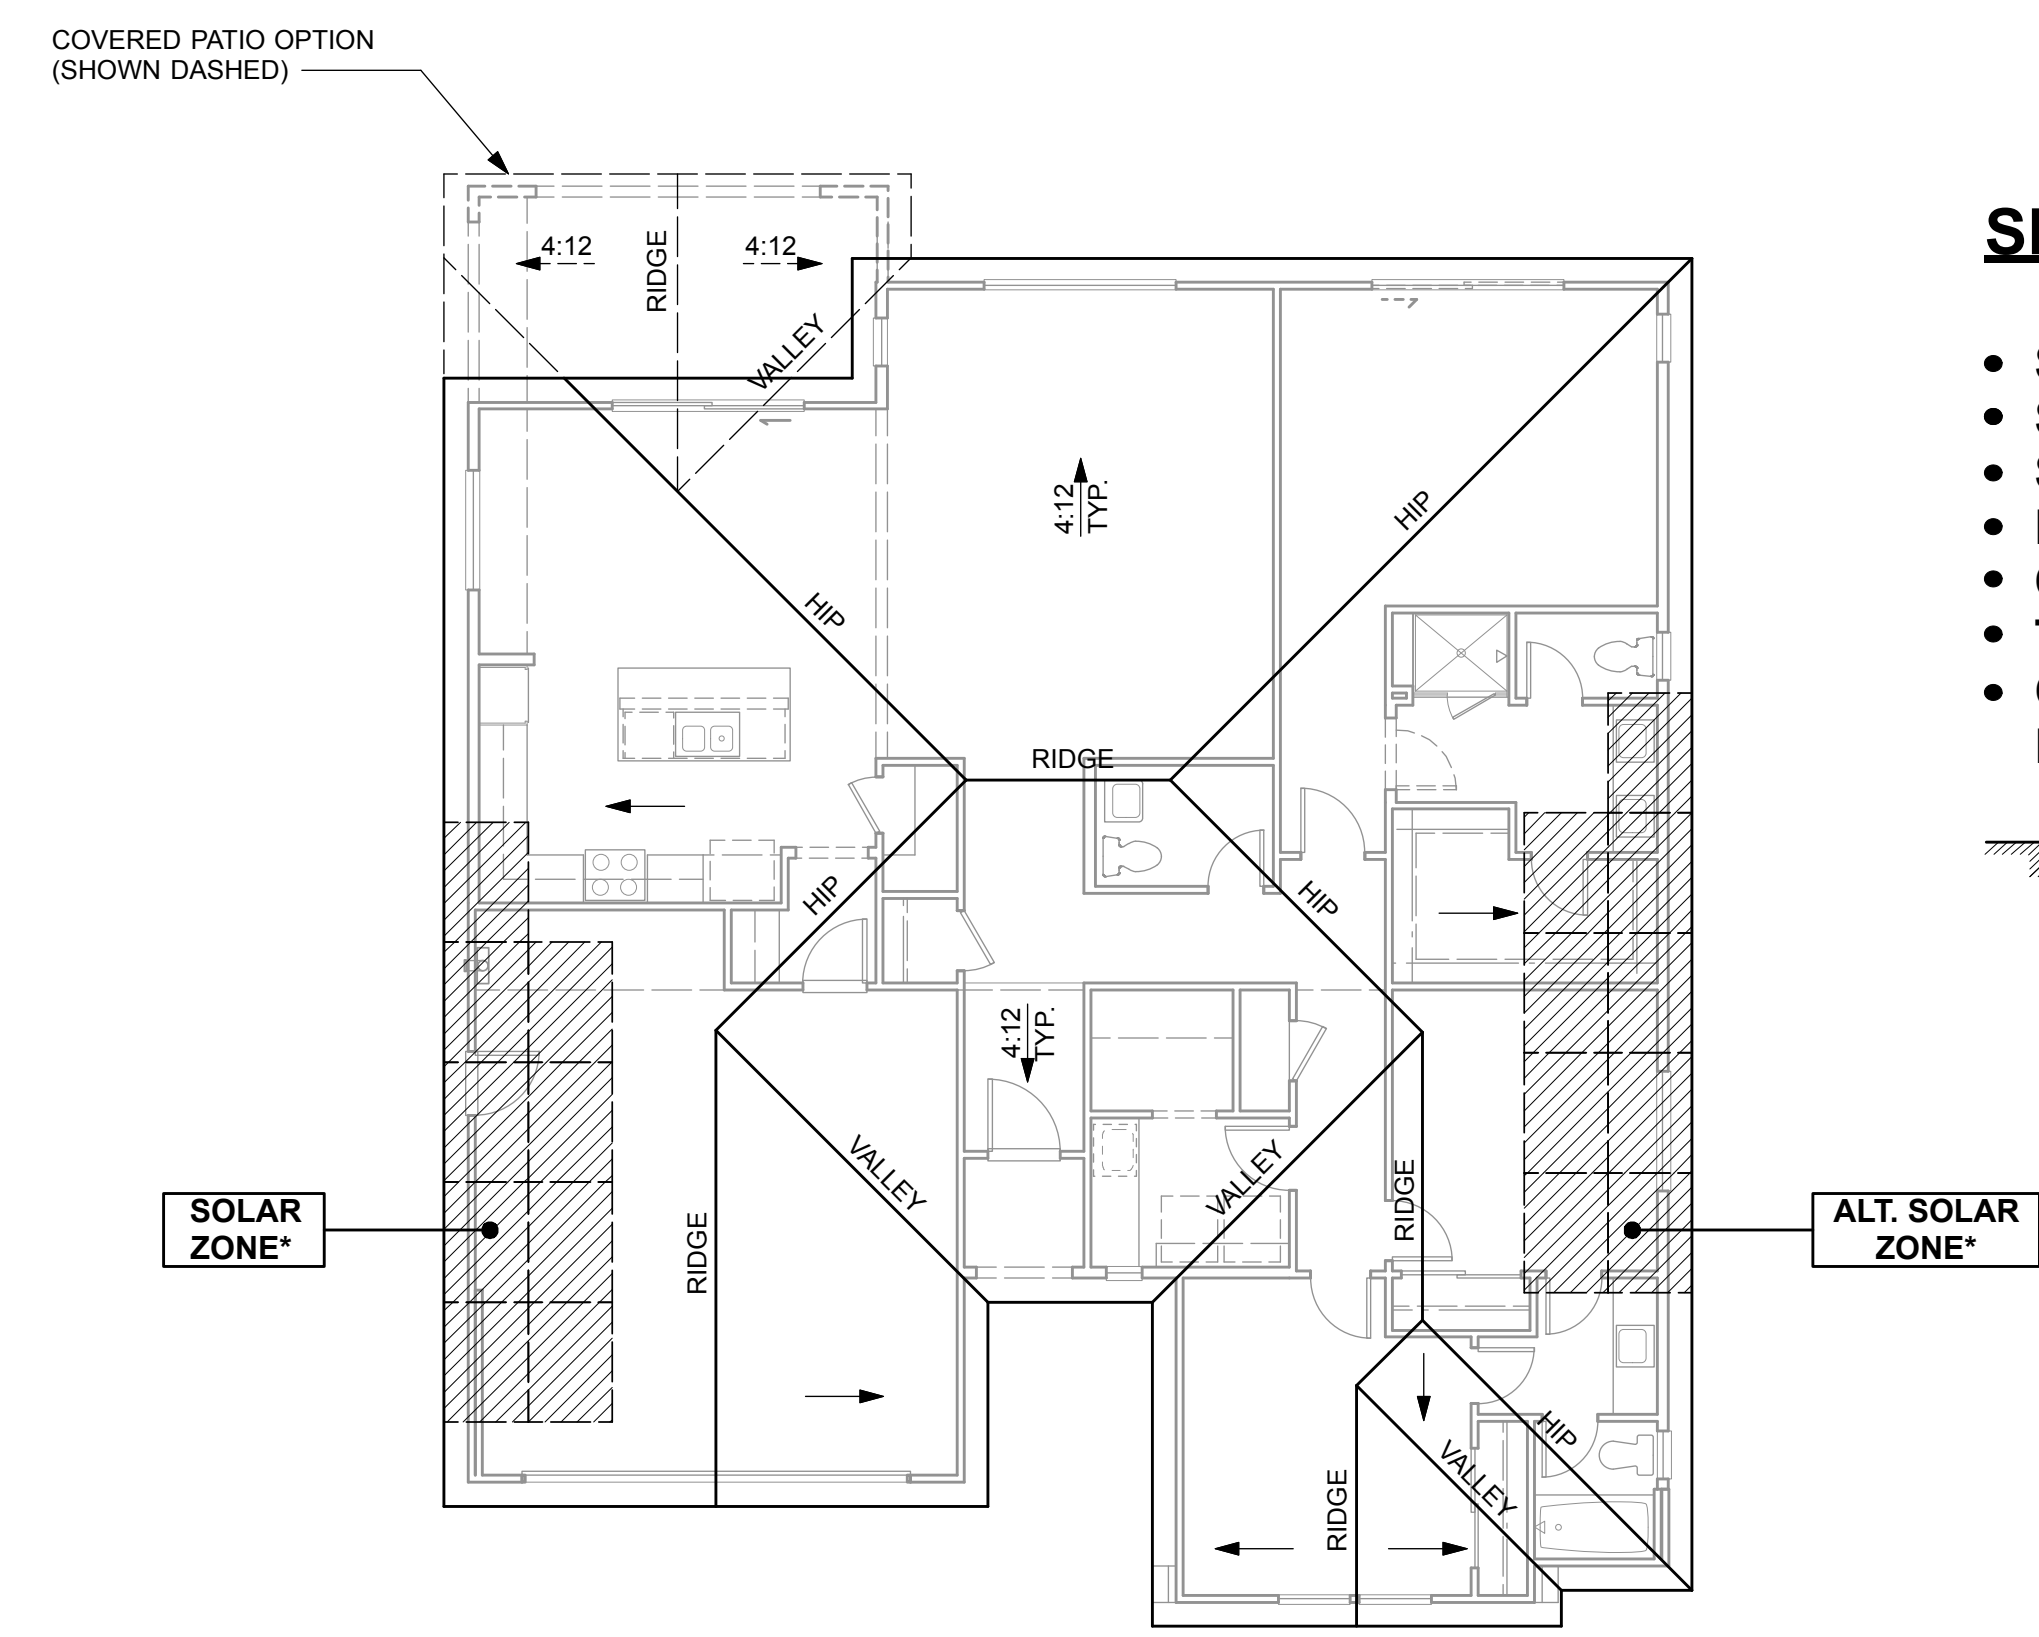 COVERED PATIO OPTION
(SHOWN DASHED)
4:12
RIDGE
4:12
VALLEY
4:12
TYP.
HIP
HIP
RIDGE
HIP
HIP
4:12
TYP.
VALLEY
VALLEY
RIDGE
RIDGE
SOLAR
ZONE*
ALT. SOLAR
ZONE*
HIP
VALLEY
RIDGE